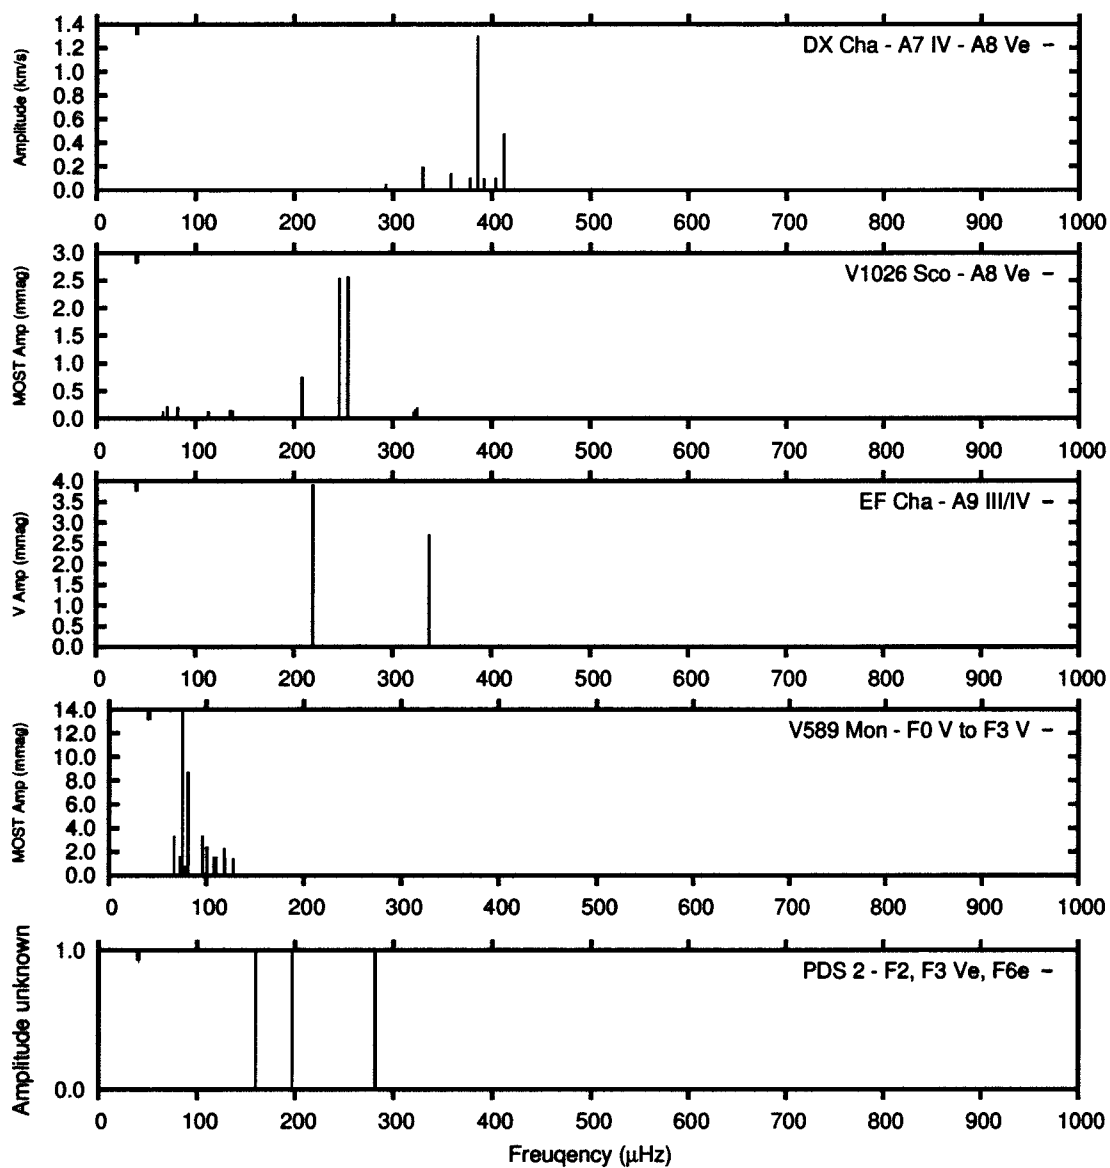 1.4
1.2
1.0
0.8
0.6
0.4
0.2
0.0
Amplitude (km/s)
DX Cha - A7 IV - A8 Ve
0 100 200 300 400 500 600 700 800 900 1000
3.0
2.5
2.0
1.5
1.0
0.5
0.0
MOST Amp (mmag)
V1026 Sco - A8 Ve
0 100 200 300 400 500 600 700 800 900 1000
4.0
3.5
3.0
2.5
2.0
1.5
1.0
0.5
0.0
V Amp (mmag)
EF Cha - A9 III/IV
0 100 200 300 400 500 600 700 800 900 1000
14.0
12.0
10.0
8.0
6.0
4.0
2.0
0.0
MOST Amp (mmag)
V589 Mon - F0 V to F3 V
0 100 200 300 400 500 600 700 800 900 1000
1.0
0.0
Amplitude unknown
PDS 2 - F2, F3 Ve, F6e
0 100 200 300 400 500 600 700 800 900 1000
Freuqency (μHz)